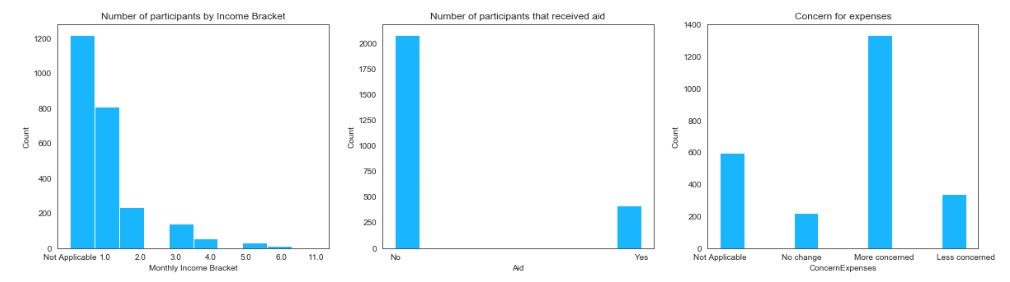 Number of participants by Income Bracket
1200
1000
800
600
400
200
0
Count
Not Applicable 1.0 2.0 3.0 4.0 5.0 6.0 11.0
Monthly Income Bracket
Number of participants that received aid
2000
1750
1500
1250
1000
750
500
250
0
Count
No Yes
Aid
Concern for expenses
1400
1200
1000
800
600
400
200
0
Count
Not Applicable No change More concerned Less concerned
ConcernExpenses